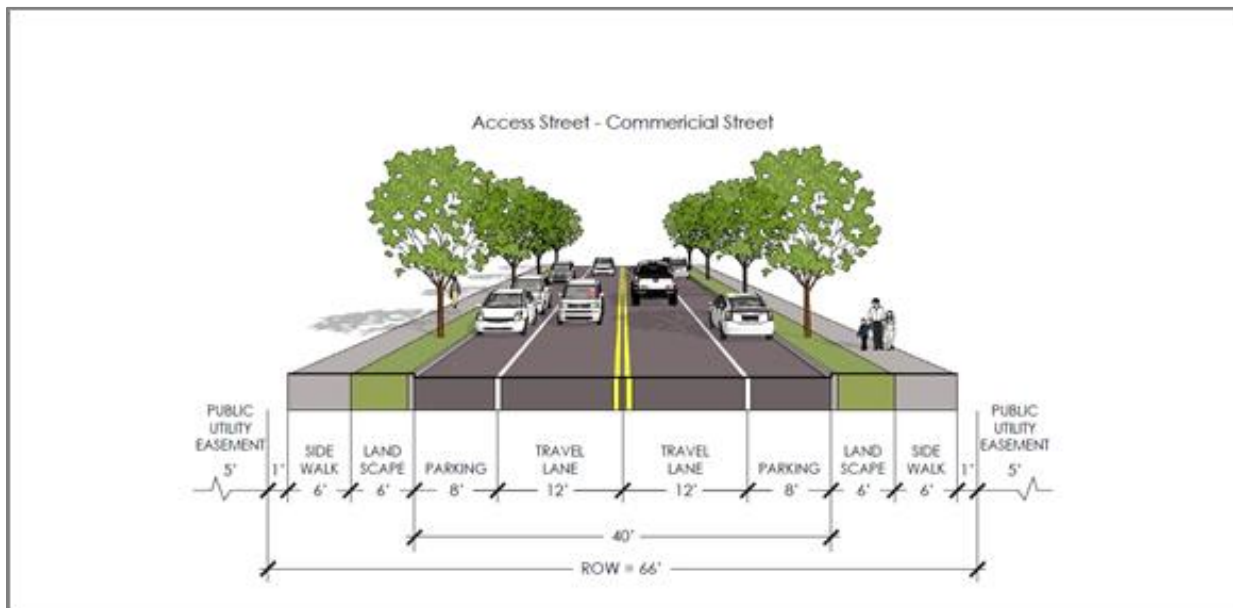 Access Street - Commericial Street
PUBLIC
UTILITY
EASEMENT
5'
1'
SIDE
WALK
6'
LAND
SCAPE
6'
PARKING
8'
TRAVEL
LANE
12'
TRAVEL
LANE
12'
PARKING
8'
LAND
SCAPE
6'
SIDE
WALK
6'
1'
PUBLIC
UTILITY
EASEMENT
5'
40'
ROW = 66'